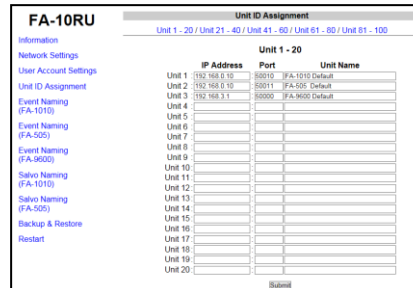 FA-10RU
Information
Network Settings
User Account Settings
Unit ID Assignment
Event Naming
(FA-1010)
Event Naming
(FA-505)
Event Naming
(FA-9600)
Salvo Naming
(FA-1010)
Salvo Naming
(FA-505)
Backup & Restore
Restart
Unit ID Assignment
Unit 1 - 20 / Unit 21 - 40 / Unit 41 - 60 / Unit 61 - 80 / Unit 81 - 100
Unit 1 - 20
IP Address Port Unit Name
Unit 1 : 192.168.0.10 : 50010 FA-1010 Default
Unit 2 : 192.168.0.10 : 50011 FA-505 Default
Unit 3 : 192.168.3.1 : 50000 FA-9600 Default
Unit 4 : :
Unit 5 : :
Unit 6 : :
Unit 7 : :
Unit 8 : :
Unit 9 : :
Unit 10: :
Unit 11: :
Unit 12: :
Unit 13: :
Unit 14: :
Unit 15: :
Unit 16: :
Unit 17: :
Unit 18: :
Unit 19: :
Unit 20: :
Submit